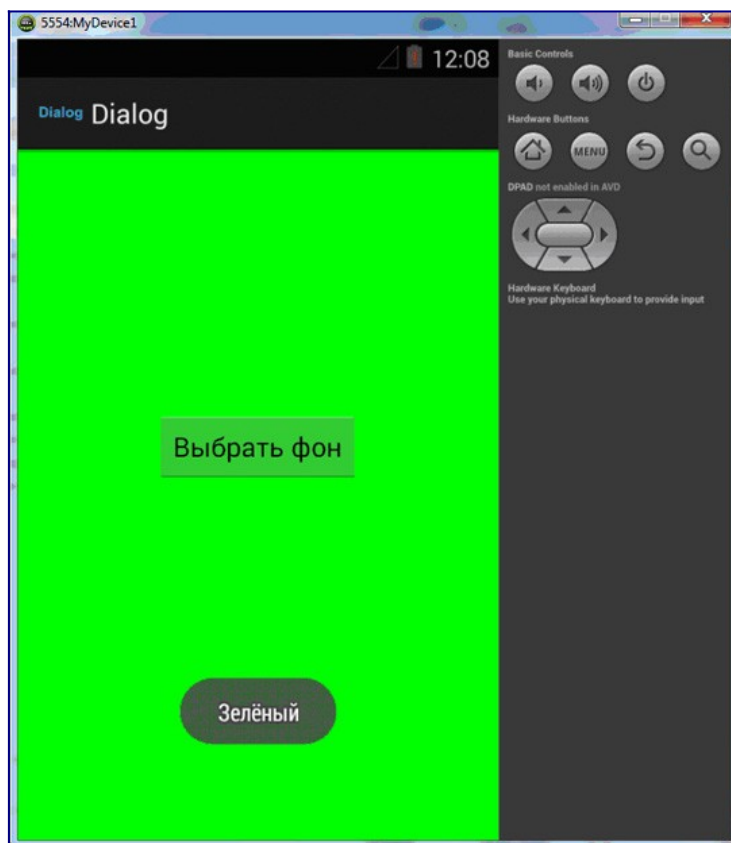 5554:MyDevice1
12:08
Dialog Dialog
Выбрать фон
Зелёный
Basic Controls
Hardware Buttons
MENU
DPAD not enabled in AVD
Hardware Keyboard
Use your physical keyboard to provide input